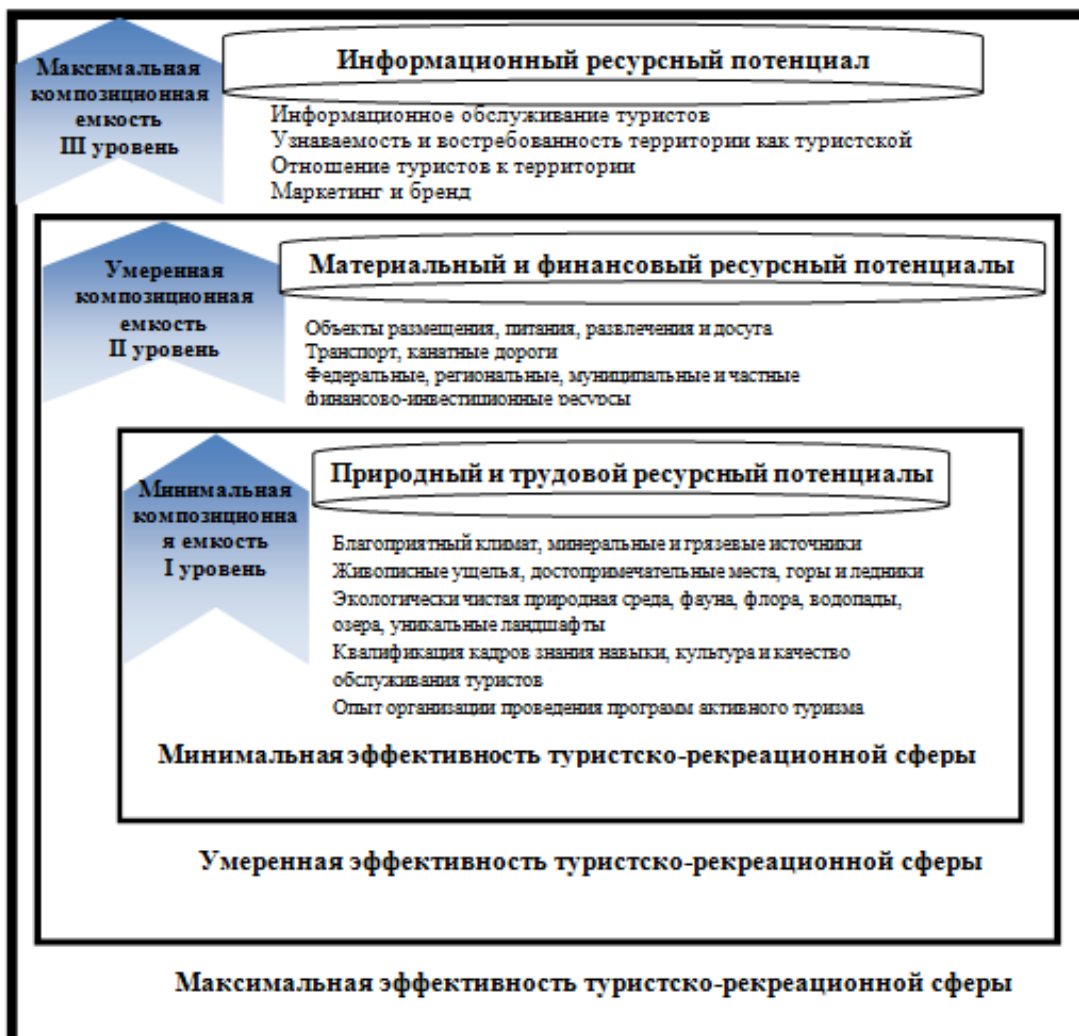 Максимальная
композиционная
емкость
III уровень
Информационный ресурсный потенциал
Информационное обслуживание туристов
Узнаваемость и востребованность территории как туристской
Отношение туристов к территории
Маркетинг и бренд
Умеренная
композиционная
емкость
II уровень
Материальный и финансовый ресурсный потенциалы
Объекты размещения, питания, развлечения и досуга
Транспорт, канатные дороги
Федеральные, региональные, муниципальные и частные
финансово-инвестиционные ресурсы
Минимальная
композиционна
я емкость
I уровень
Природный и трудовой ресурсный потенциалы
Благоприятный климат, минеральные и грязевые источники
Живописные ущелья, достопримечательные места, горы и ледники
Экологически чистая природная среда, фауна, флора, водопады,
озера, уникальные ландшафты
Квалификация кадров знания навыки, культура и качество
обслуживания туристов
Опыт организации проведения программ активного туризма
Минимальная эффективность туристско-рекреационной сферы
Умеренная эффективность туристско-рекреационной сферы
Максимальная эффективность туристско-рекреационной сферы